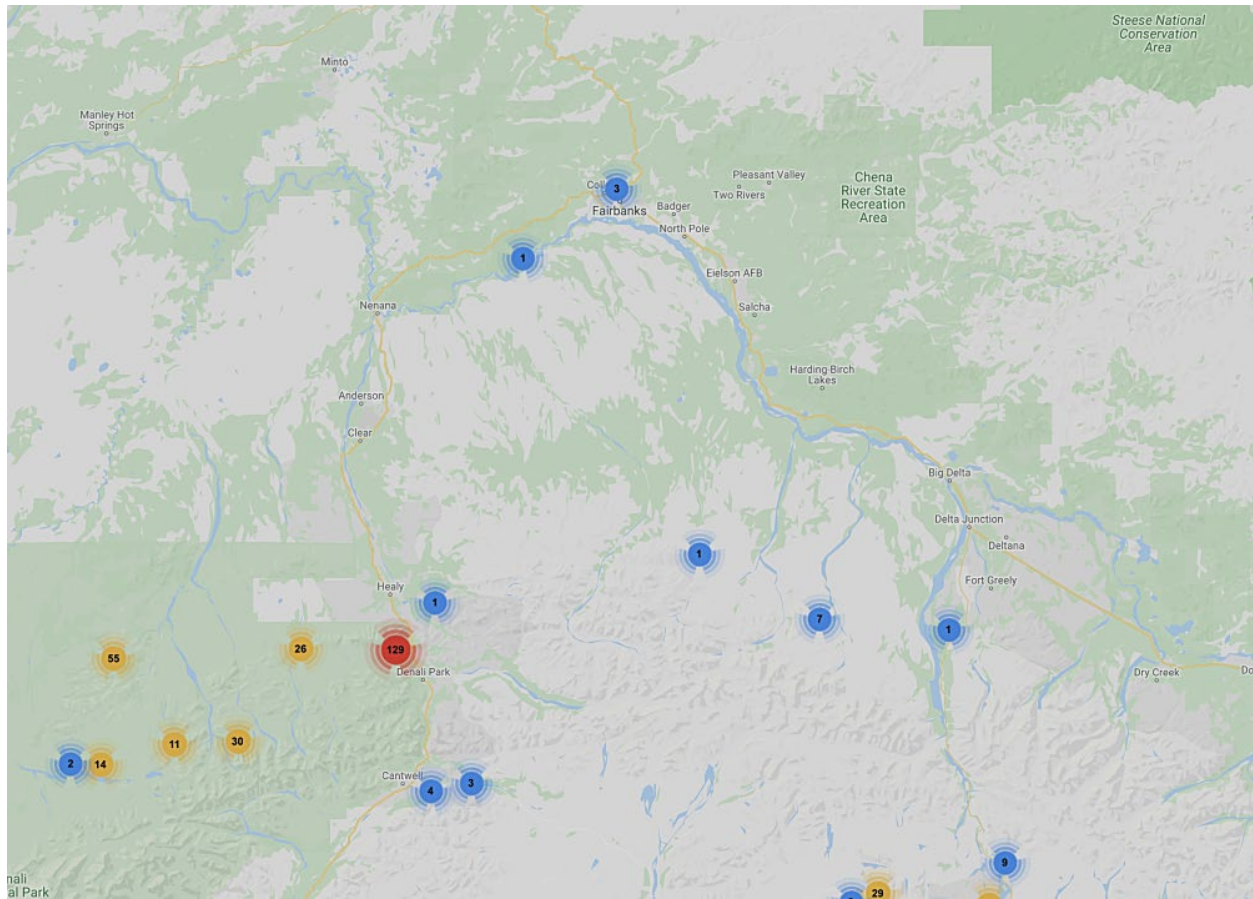 Steese National
Conservation
Area
Minto
Manley Hot
Springs
3
Fairbanks
Pleasant Valley
Two Rivers
Chena
River State
Recreation
Area
Badger
North Pole
1
Eielson AFB
Nenana
Salcha
Harding-Birch
Lakes
Anderson
Clear
Big Delta
Delta Junction
Deltana
1
Fort Greely
Healy
1
7
1
55
26
129
Denali Park
Dry Creek
Do
11
30
2
14
Cantwell
4
3
9
29
nali
al Park